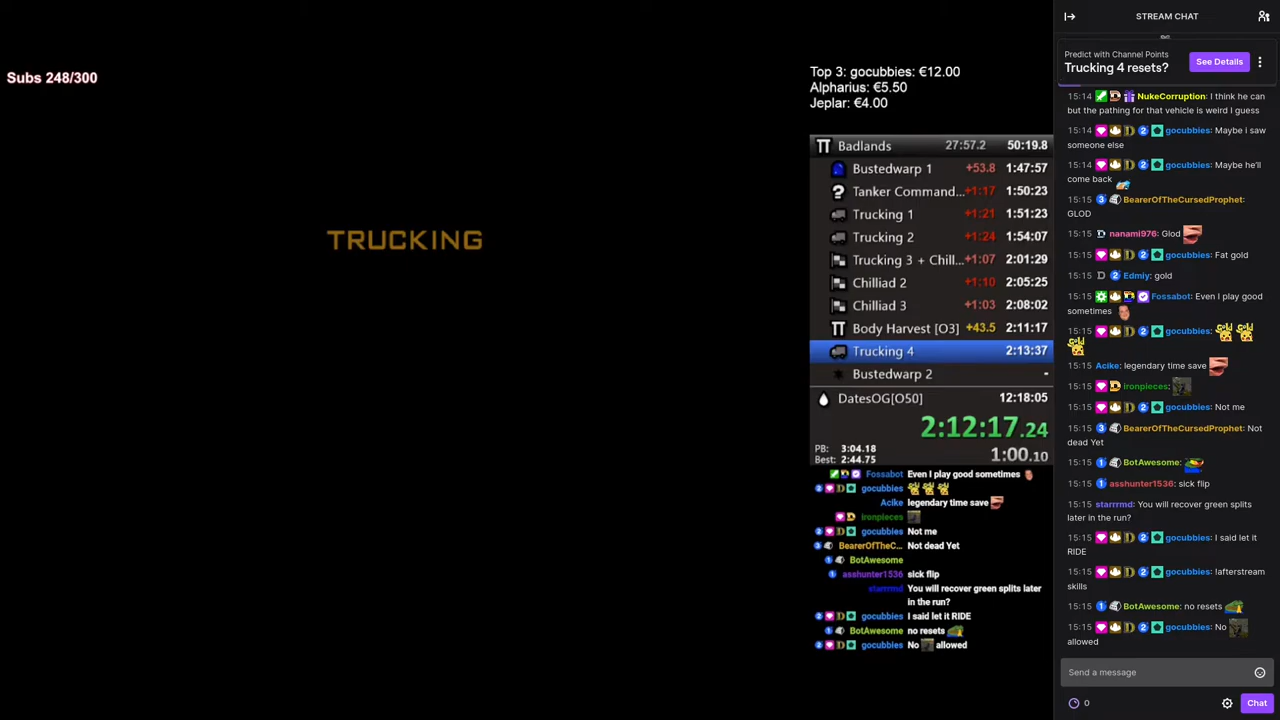 Subs 248/300
TRUCKING
Top 3: gocubbies: €12.00
Alpharius: €5.50
Jeplar: €4.00
Badlands 27:57.2 50:19.8
Bustedwarp 1 +53.8 1:47:57
Tanker Command... +1:17 1:50:23
Trucking 1 +1:21 1:51:23
Trucking 2 +1:24 1:54:07
Trucking 3 + Chill... +1:07 2:01:29
Chilliad 2 +1:10 2:05:25
Chilliad 3 +1:03 2:08:02
Body Harvest [O3] +43.5 2:11:17
Trucking 4 2:13:37
Bustedwarp 2 -
DatesOG[O50] 12:18:05
2:12:17.24
PB: 3:04.18
Best: 2:44.75
1:00.10
Fossabot Even I play good sometimes
gocubbies
Acike legendary time save
ironpieces
gocubbies Not me
BearerOfTheC... Not dead Yet
BotAwesome
asshunter1536 sick flip
starrrmd You will recover green splits later
in the run?
gocubbies I said let it RIDE
BotAwesome no resets
gocubbies No allowed
STREAM CHAT
Predict with Channel Points
Trucking 4 resets?
See Details
15:14 NukeCorruption: I think he can
but the pathing for that vehicle is weird I guess
15:14 gocubbies: Maybe i saw
someone else
15:14 gocubbies: Maybe he'll
come back
15:15 BearerOfTheCursedProphet:
GLOD
15:15 nanami976: Glod
15:15 gocubbies: Fat gold
15:15 Edmiy: gold
15:15 Fossabot: Even I play good
sometimes
15:15 gocubbies:
15:15 Acike: legendary time save
15:15 ironpieces:
15:15 gocubbies: Not me
15:15 BearerOfTheCursedProphet: Not
dead Yet
15:15 BotAwesome:
15:15 asshunter1536: sick flip
15:15 starrrmd: You will recover green splits
later in the run?
15:15 gocubbies: I said let it
RIDE
15:15 gocubbies: !afterstream
skills
15:15 BotAwesome: no resets
15:15 gocubbies: No
allowed
Send a message
0
Chat